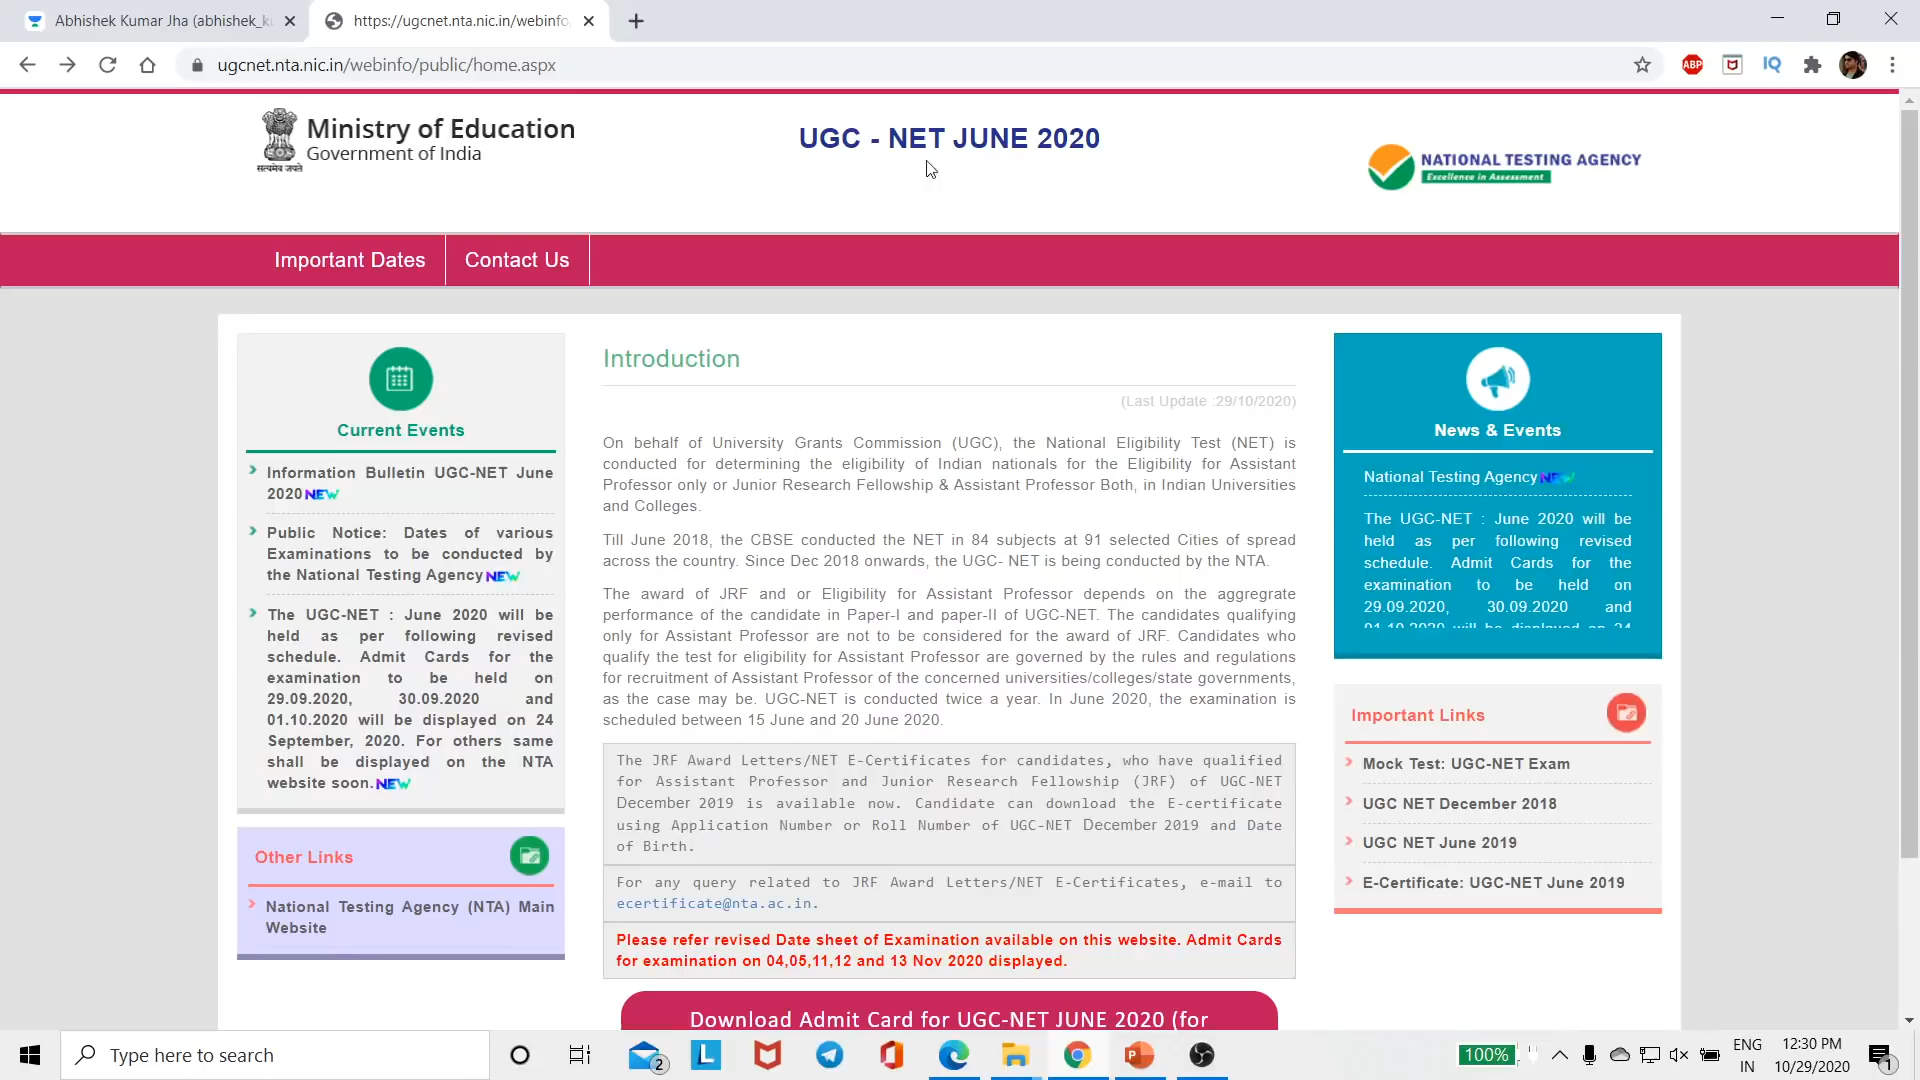 Abhishek Kumar Jha (abhishek_k
https://ugcnet.nta.nic.in/webinfo
ugcnet.nta.nic.in/webinfo/public/home.aspx
ABP
IQ
सत्यमेव जयते
Ministry of Education
Government of India
UGC - NET JUNE 2020
NATIONAL TESTING AGENCY
Excellence in Assessment
Important Dates
Contact Us
Current Events
Information Bulletin UGC-NET June
2020 NEW
Public Notice: Dates of various
Examinations to be conducted by
the National Testing Agency NEW
The UGC-NET : June 2020 will be
held as per following revised
schedule. Admit Cards for the
examination to be held on
29.09.2020, 30.09.2020 and
01.10.2020 will be displayed on 24
September, 2020. For others same
shall be displayed on the NTA
website soon. NEW
Other Links
National Testing Agency (NTA) Main
Website
Introduction
(Last Update :29/10/2020)
On behalf of University Grants Commission (UGC), the National Eligibility Test (NET) is
conducted for determining the eligibility of Indian nationals for the Eligibility for Assistant
Professor only or Junior Research Fellowship & Assistant Professor Both, in Indian Universities
and Colleges.
Till June 2018, the CBSE conducted the NET in 84 subjects at 91 selected Cities of spread
across the country. Since Dec 2018 onwards, the UGC- NET is being conducted by the NTA.
The award of JRF and or Eligibility for Assistant Professor depends on the aggregrate
performance of the candidate in Paper-I and paper-II of UGC-NET. The candidates qualifying
only for Assistant Professor are not to be considered for the award of JRF. Candidates who
qualify the test for eligibility for Assistant Professor are governed by the rules and regulations
for recruitment of Assistant Professor of the concerned universities/colleges/state governments,
as the case may be. UGC-NET is conducted twice a year. In June 2020, the examination is
scheduled between 15 June and 20 June 2020.
The JRF Award Letters/NET E-Certificates for candidates, who have qualified
for Assistant Professor and Junior Research Fellowship (JRF) of UGC-NET
December 2019 is available now. Candidate can download the E-certificate
using Application Number or Roll Number of UGC-NET December 2019 and Date
of Birth.
For any query related to JRF Award Letters/NET E-Certificates, e-mail to
ecertificate@nta.ac.in.
Please refer revised Date sheet of Examination available on this website. Admit Cards
for examination on 04,05,11,12 and 13 Nov 2020 displayed.
Download Admit Card for UGC-NET JUNE 2020 (for
News & Events
National Testing Agency NEW
The UGC-NET : June 2020 will be
held as per following revised
schedule. Admit Cards for the
examination to be held on
29.09.2020, 30.09.2020 and
01.10.2020 will be displayed on 24
Important Links
Mock Test: UGC-NET Exam
UGC NET December 2018
UGC NET June 2019
E-Certificate: UGC-NET June 2019
Type here to search
2
L
100%
ENG
IN
12:30 PM
10/29/2020
1